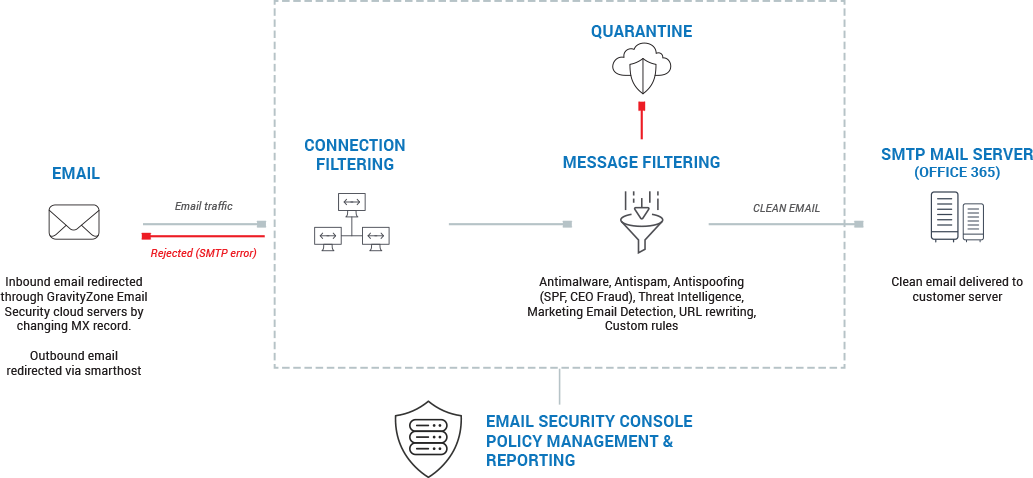 QUARANTINE
CONNECTION
FILTERING
MESSAGE FILTERING
SMTP MAIL SERVER
(OFFICE 365)
EMAIL
Email traffic
CLEAN EMAIL
Rejected (SMTP error)
Inbound email redirected
through GravityZone Email
Security cloud servers by
changing MX record.
Outbound email
redirected via smarthost
Antimalware, Antispam, Antispoofing
(SPF, CEO Fraud), Threat Intelligence,
Marketing Email Detection, URL rewriting,
Custom rules
Clean email delivered to
customer server
EMAIL SECURITY CONSOLE
POLICY MANAGEMENT &
REPORTING